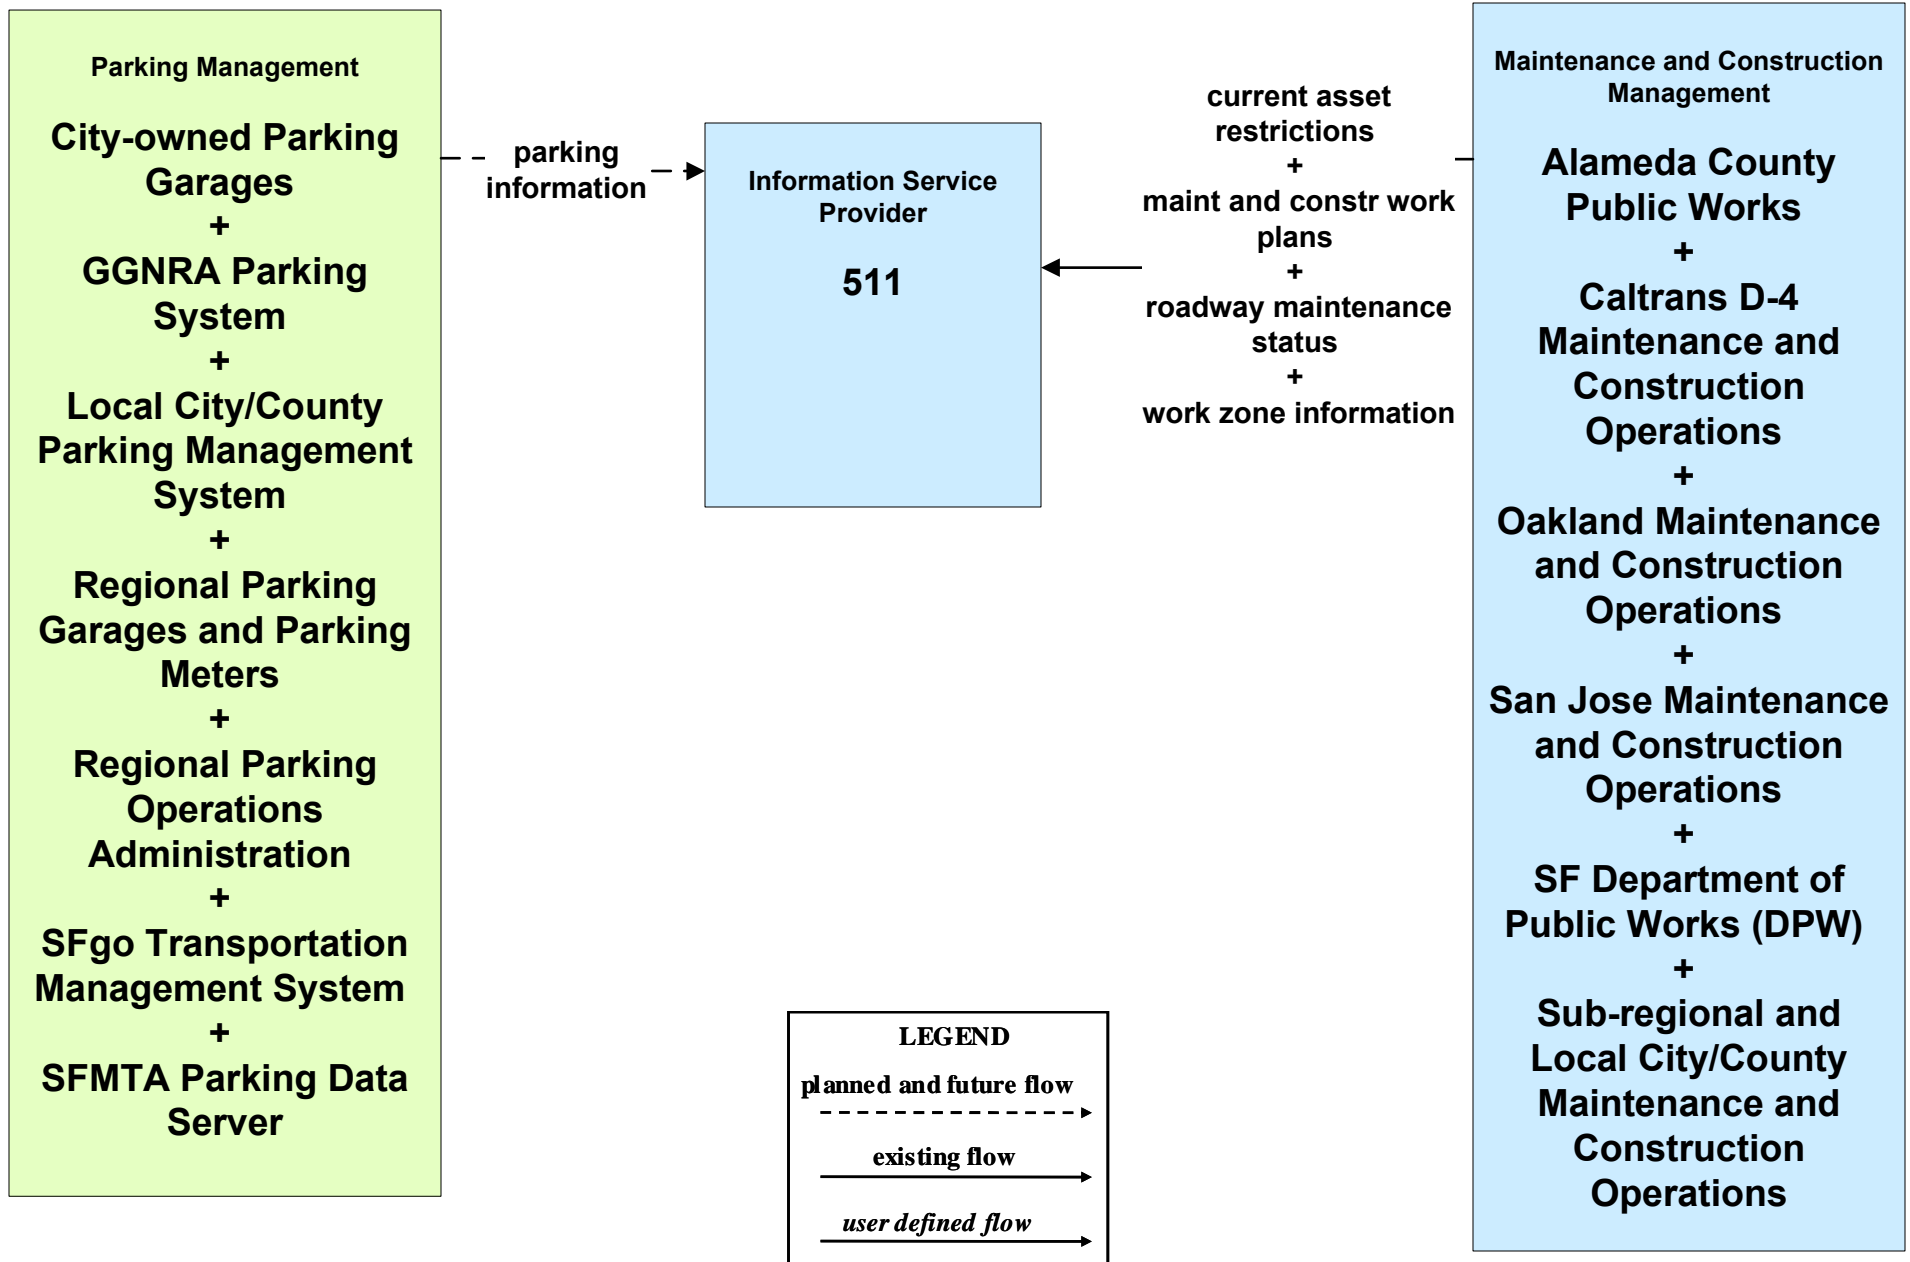 Parking Management
City-owned Parking
Garages
+
GGNRA Parking
System
+
Local City/County
Parking Management
System
+
Regional Parking
Garages and Parking
Meters
+
Regional Parking
Operations
Administration
+
SFgo Transportation
Management System
+
SFMTA Parking Data
Server
parking
information
Information Service
Provider
511
current asset
restrictions
+
maint and constr work
plans
+
roadway maintenance
status
+
work zone information
Maintenance and Construction
Management
Alameda County
Public Works
+
Caltrans D-4
Maintenance and
Construction
Operations
+
Oakland Maintenance
and Construction
Operations
+
San Jose Maintenance
and Construction
Operations
+
SF Department of
Public Works (DPW)
+
Sub-regional and
Local City/County
Maintenance and
Construction
Operations
LEGEND
planned and future flow
existing flow
user defined flow